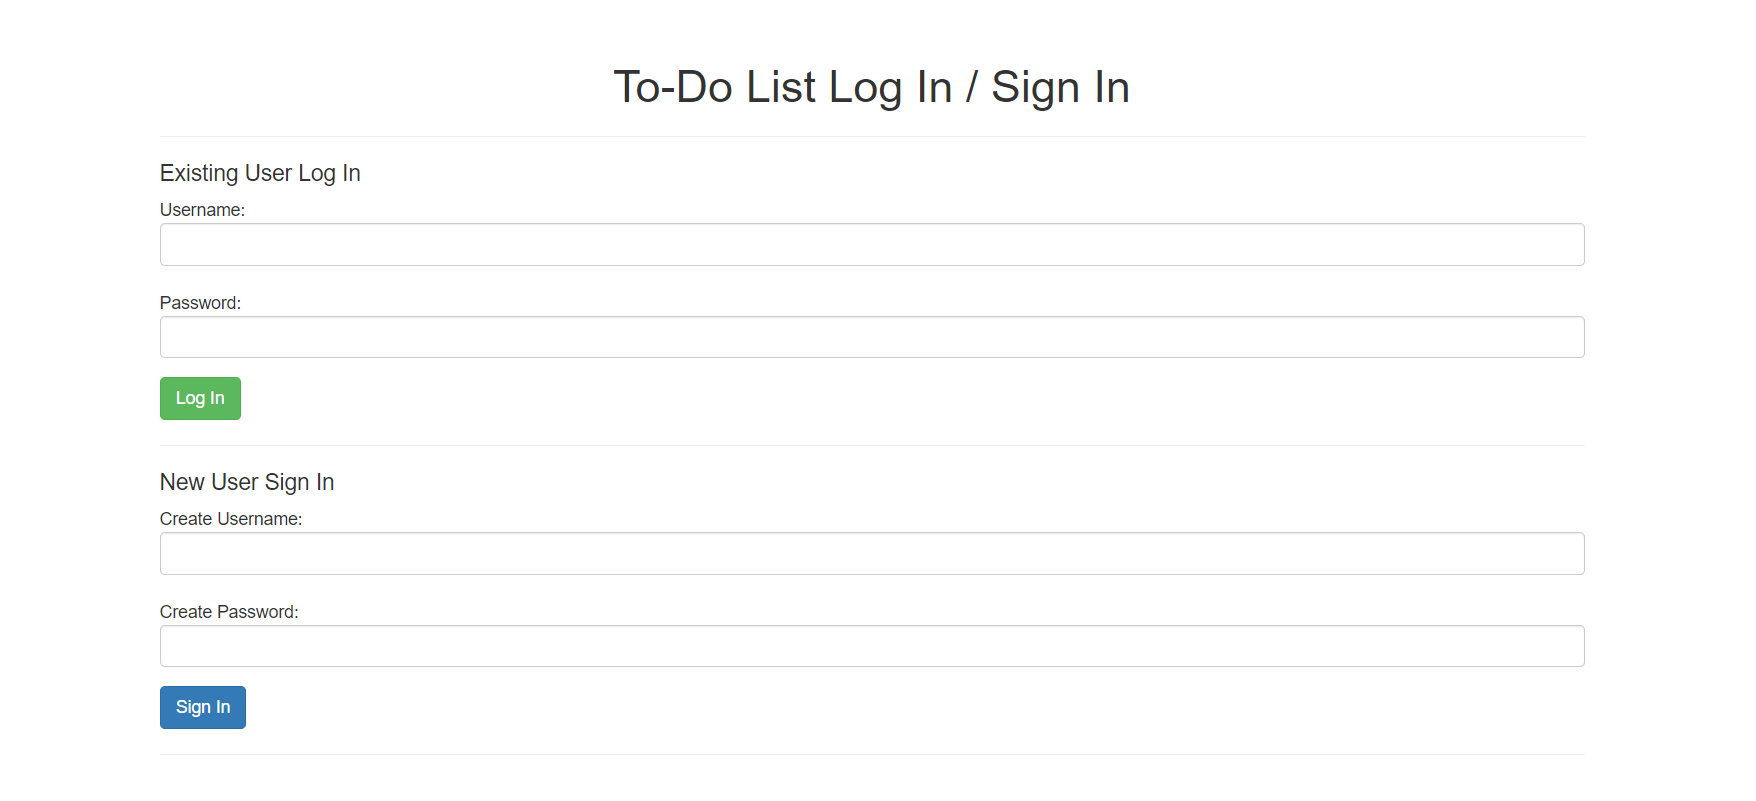 To-Do List Log In / Sign In
Existing User Log In
Username:
Password:
Log In
New User Sign In
Create Username:
Create Password:
Sign In